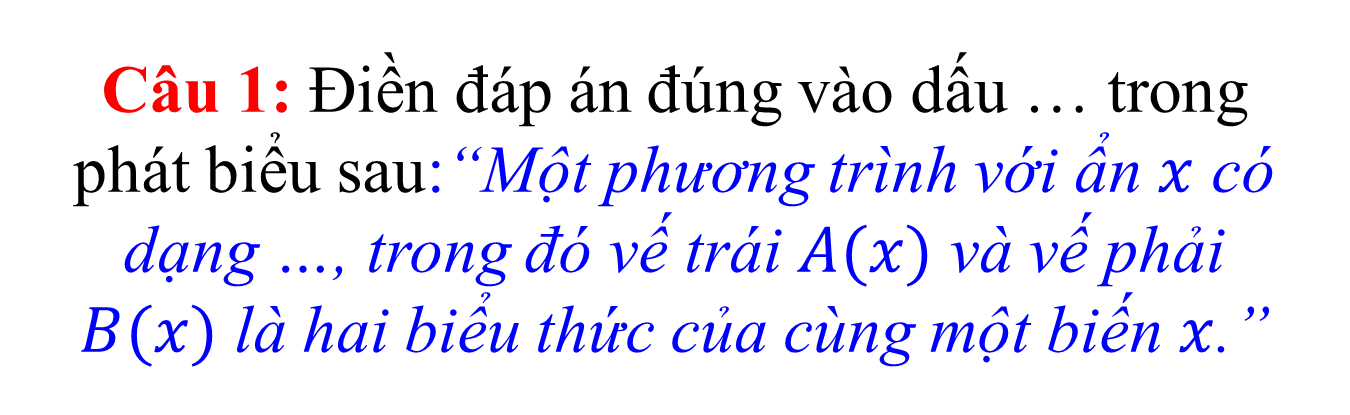 Câu 1: Điền đáp án đúng vào dấu … trong
phát biểu sau: “Một phương trình với ẩn x có
dạng …, trong đó vế trái A(x) và vế phải
B(x) là hai biểu thức của cùng một biến x.”